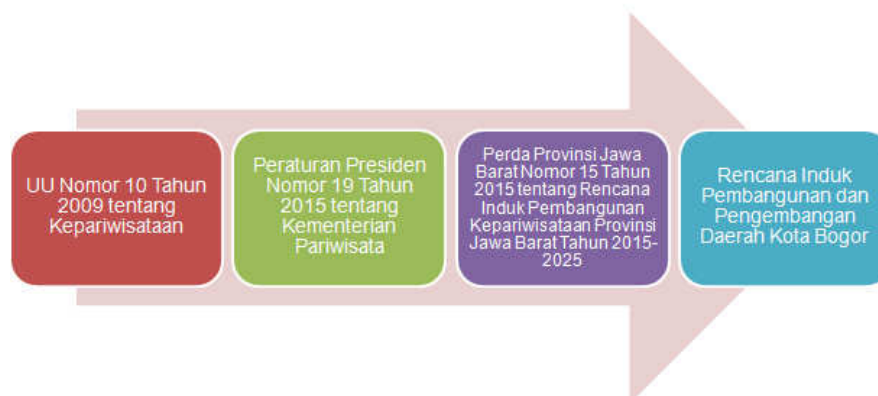 UU Nomor 10 Tahun
2009 tentang
Kepariwisataan
Peraturan Presiden
Nomor 19 Tahun
2015 tentang
Kementerian
Pariwisata
Perda Provinsi Jawa
Barat Nomor 15 Tahun
2015 tentang Rencana
Induk Pembangunan
Kepariwisataan Provinsi
Jawa Barat Tahun 2015-
2025
Rencana Induk
Pembangunan dan
Pengembangan
Daerah Kota Bogor